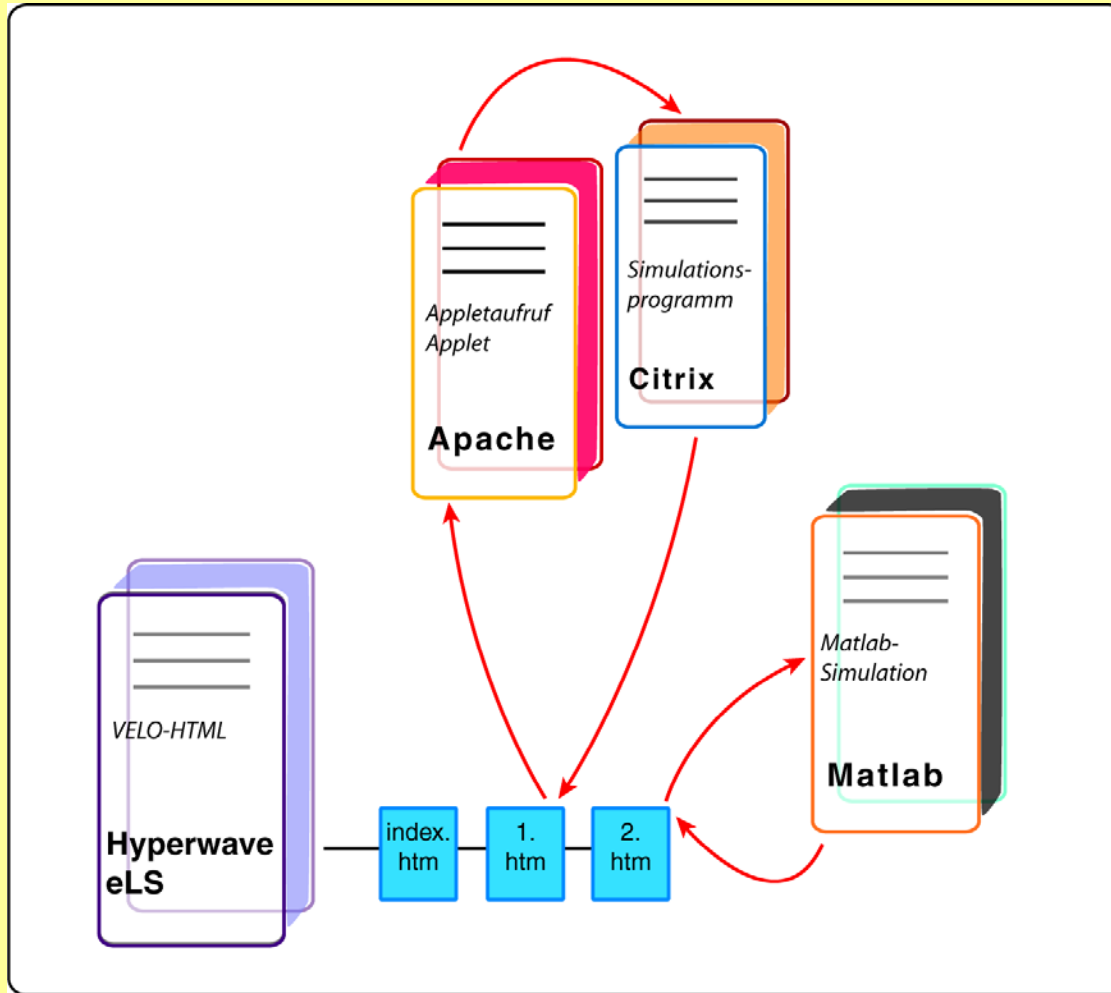 Simulations-
programm
Citrix
Appletaufruf
Applet
Apache
Matlab-
Simulation
Matlab
VELO-HTML
Hyperwave
eLS
index.
htm
1.
htm
2.
htm